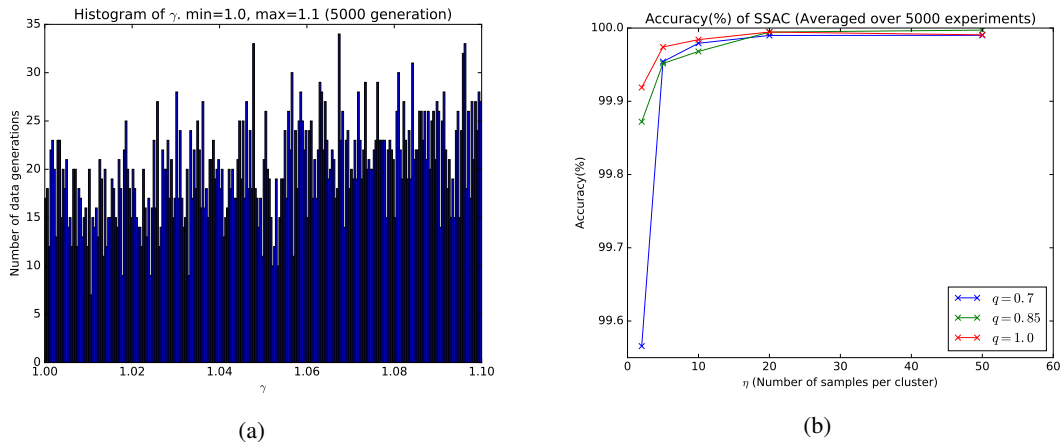 Histogram of γ. min=1.0, max=1.1 (5000 generation)
Number of data generations
35
30
25
20
15
10
5
0
1.00
1.02
1.04
1.06
1.08
1.10
γ
(a)
Accuracy(%) of SSAC (Averaged over 5000 experiments)
Accuracy(%)
100.0
99.9
99.8
99.7
99.6
q = 0.7
q = 0.85
q = 1.0
0
10
20
30
40
50
60
η (Number of samples per cluster)
(b)